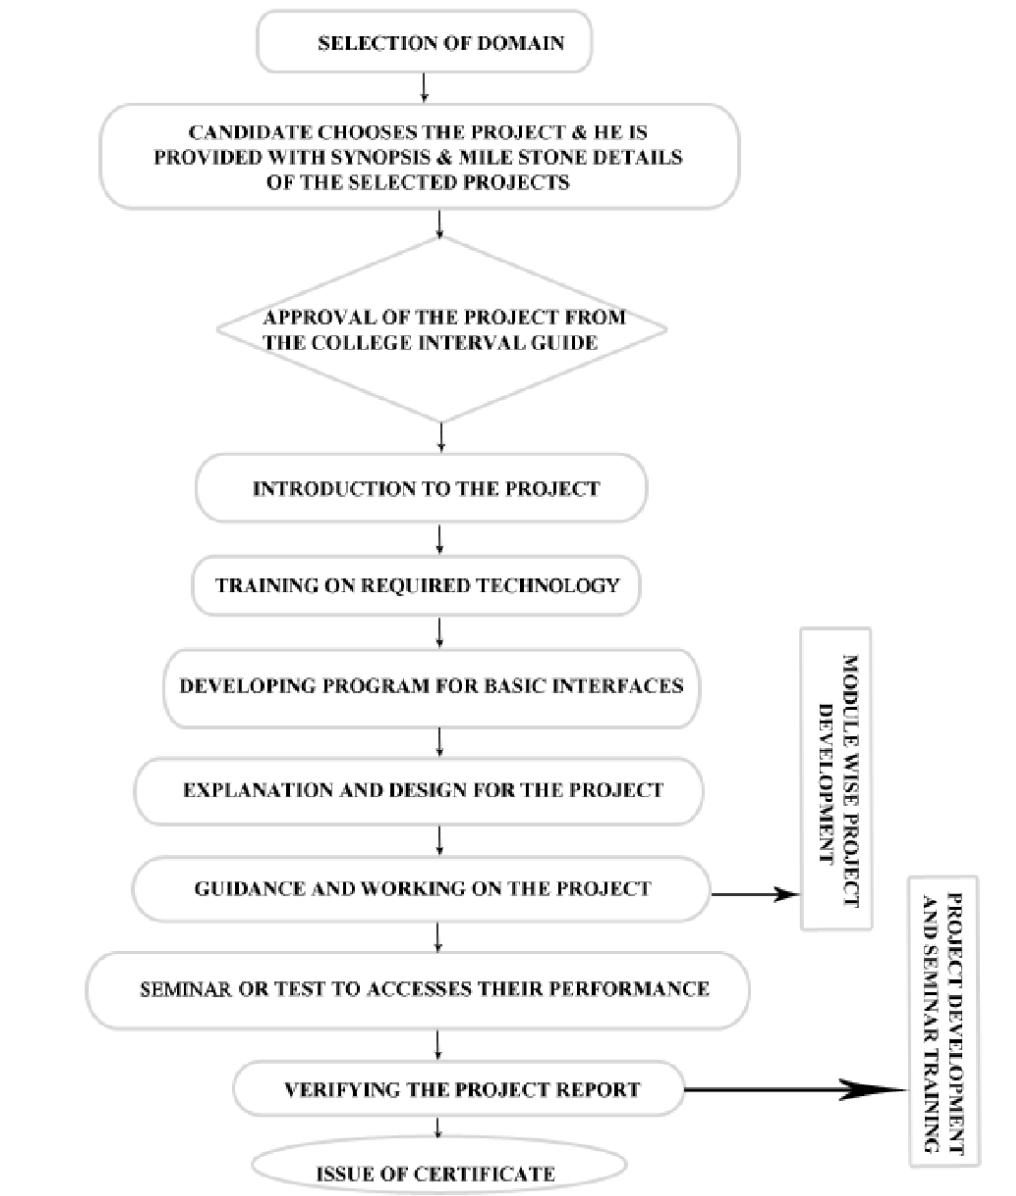 SELECTION OF DOMAIN
CANDIDATE CHOOSES THE PROJECT & HE IS
PROVIDED WITH SYNOPSIS & MILE STONE DETAILS
OF THE SELECTED PROJECTS
APPROVAL OF THE PROJECT FROM
THE COLLEGE INTERVAL GUIDE
INTRODUCTION TO THE PROJECT
TRAINING ON REQUIRED TECHNOLOGY
DEVELOPING PROGRAM FOR BASIC INTERFACES
EXPLANATION AND DESIGN FOR THE PROJECT
GUIDANCE AND WORKING ON THE PROJECT
MODULE WISE PROJECT
DEVELOPMENT
SEMINAR OR TEST TO ACCESSES THEIR PERFORMANCE
VERIFYING THE PROJECT REPORT
PROJECT DEVELOPMENT
AND SEMINAR TRAINING
ISSUE OF CERTIFICATE